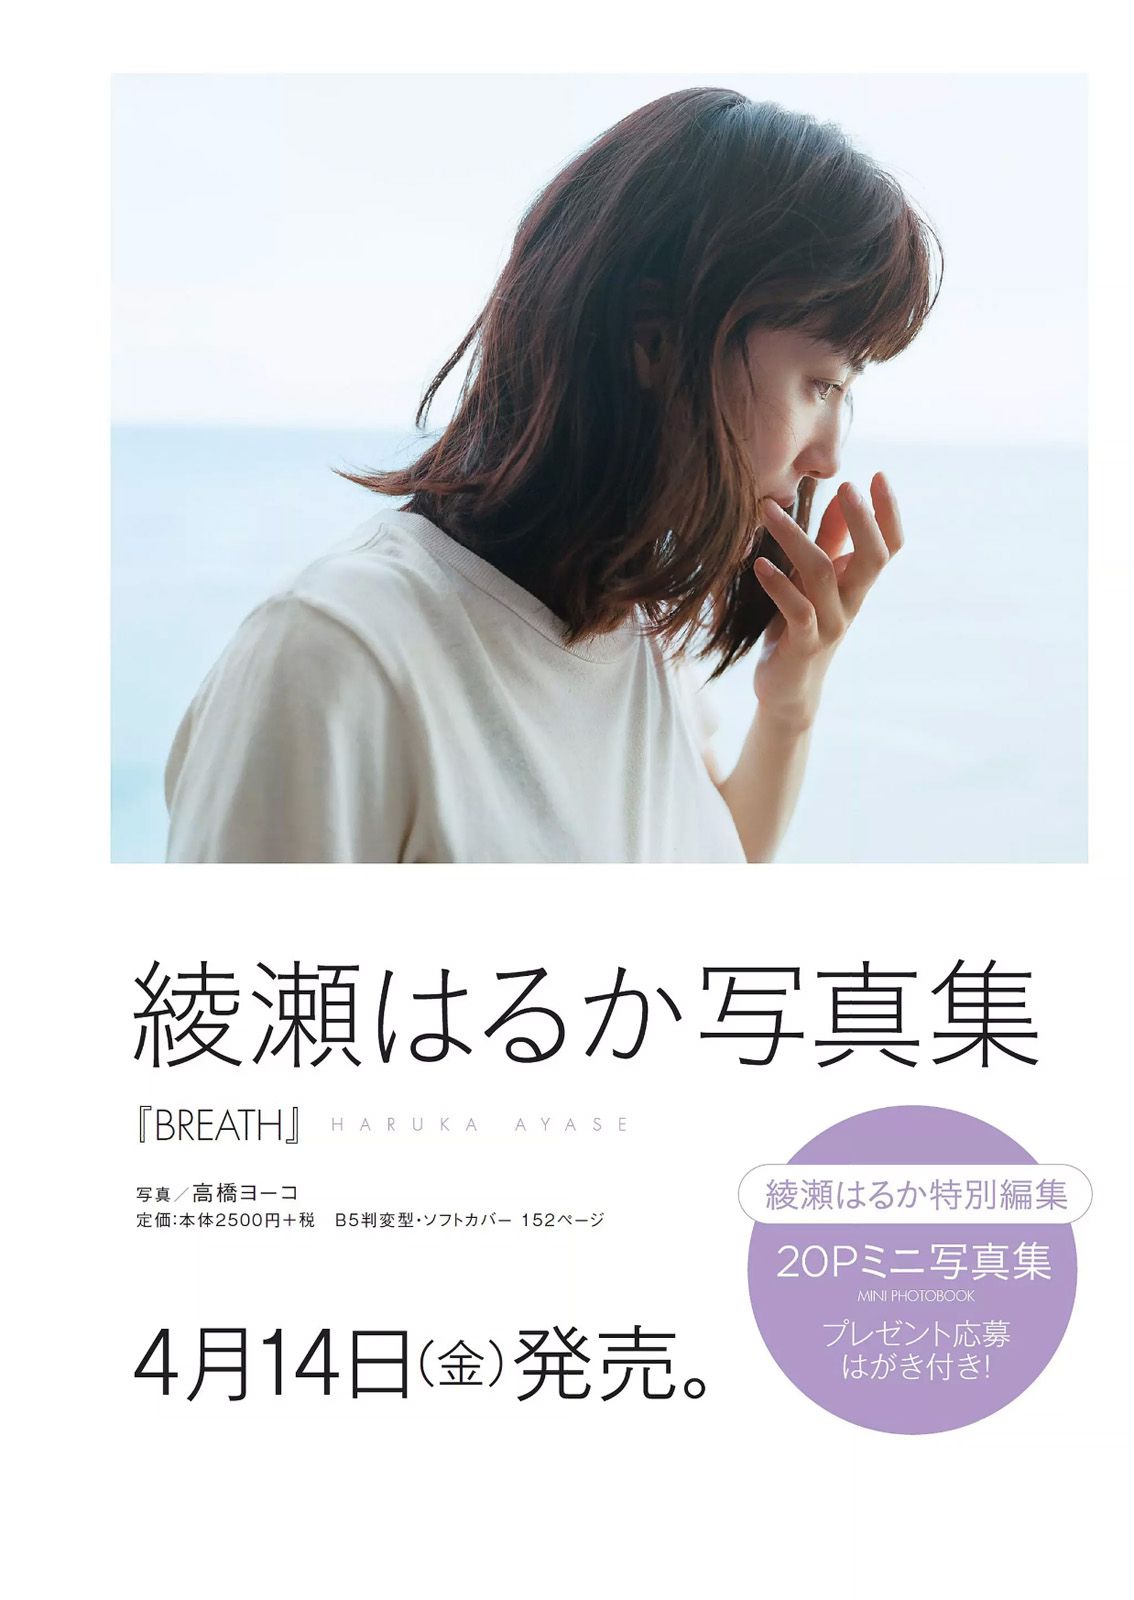 綾瀬はるか写真集
『BREATH』 HARUKA AYASE
写真／高橋ヨーコ
定価:本体2500円＋税　B5判変型・ソフトカバー 152ページ
4月14日(金)発売。
綾瀬はるか特別編集
20Pミニ写真集
MINI PHOTOBOOK
プレゼント応募
はがき付き!